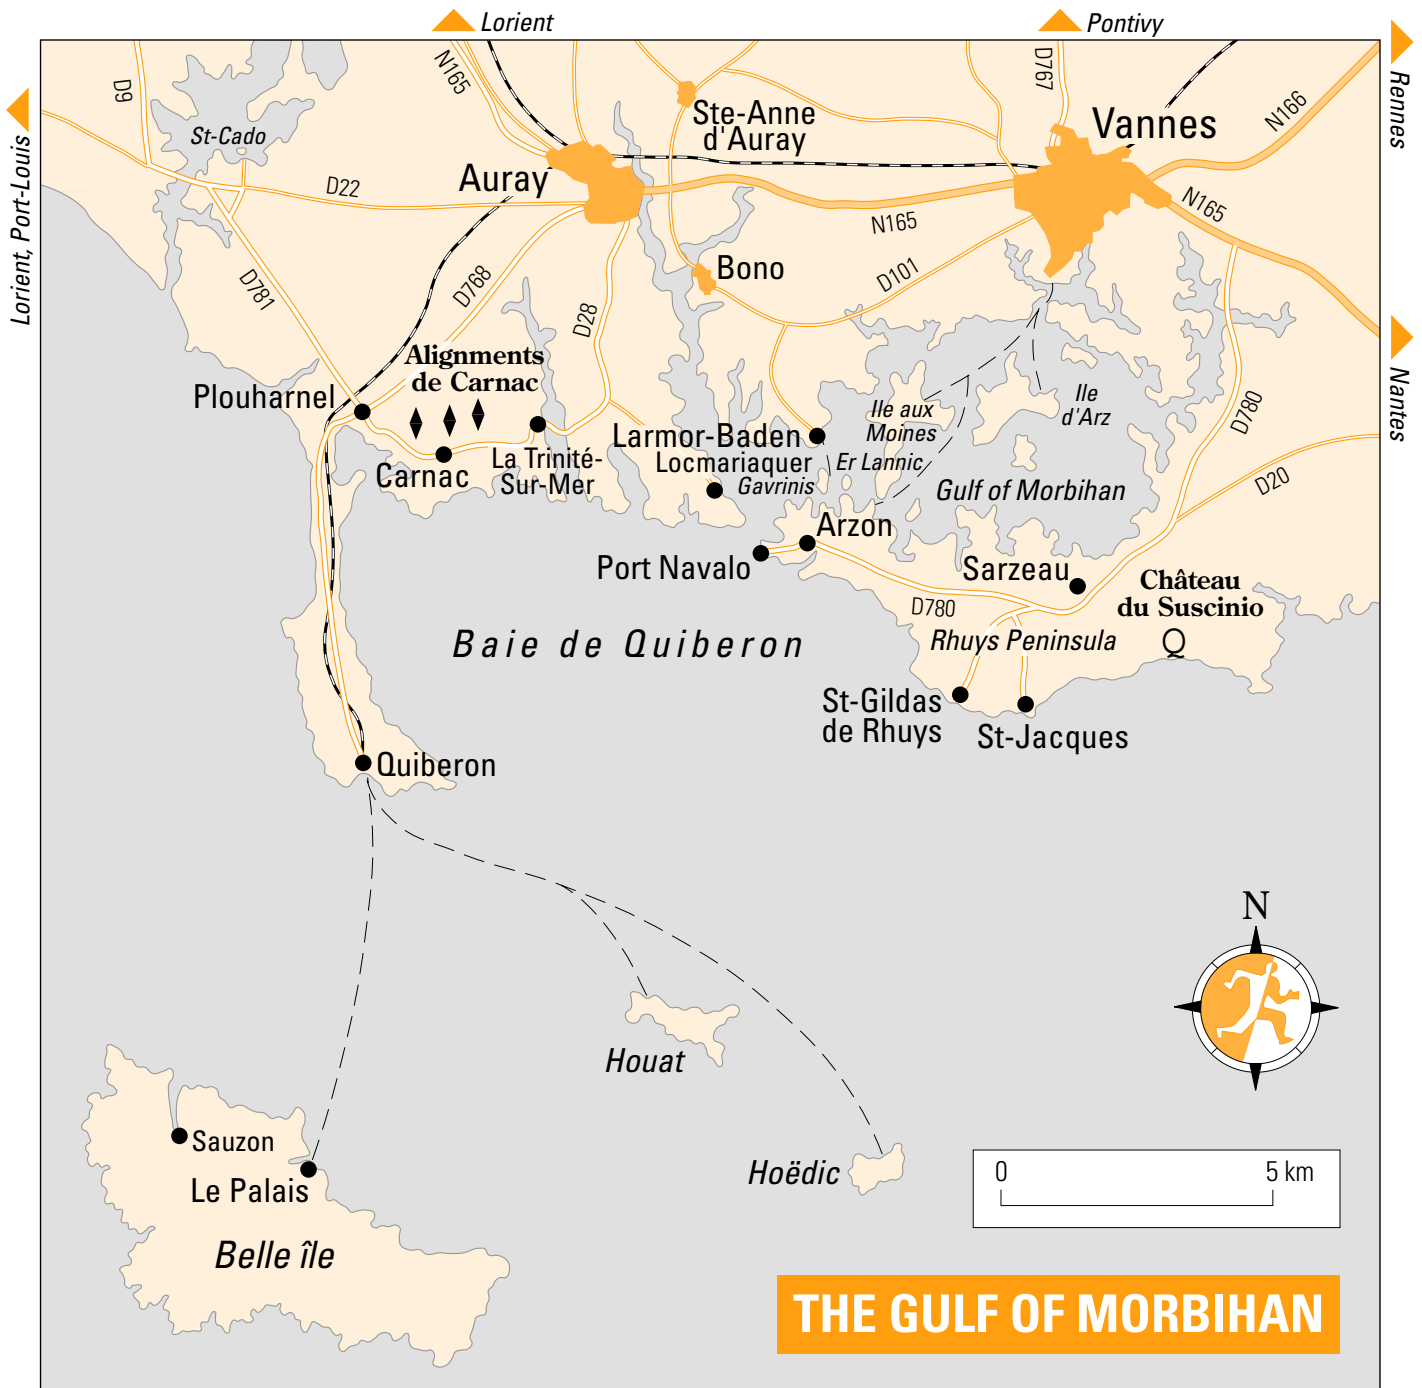 Lorient
Pontivy
Rennes
Lorient, Port-Louis
Nantes
D9
N165
D767
N166
St-Cado
Ste-Anne
d'Auray
Vannes
Auray
D22
N165
N165
D781
D768
D28
Bono
D101
Alignments
de Carnac
Plouharnel
Carnac
La Trinité-
Sur-Mer
Larmor-Baden
Locmariaquer
Gavrinis
Ile aux
Moines
Er Lannic
Ile
d'Arz
D780
D20
Gulf of Morbihan
Arzon
Port Navalo
Sarzeau
Château
du Suscinio
Q
D780
Rhuys Peninsula
Baie de Quiberon
St-Gildas
de Rhuys
St-Jacques
Quiberon
N
Houat
Hoëdic
Sauzon
Le Palais
Belle île
0 5 km
THE GULF OF MORBIHAN